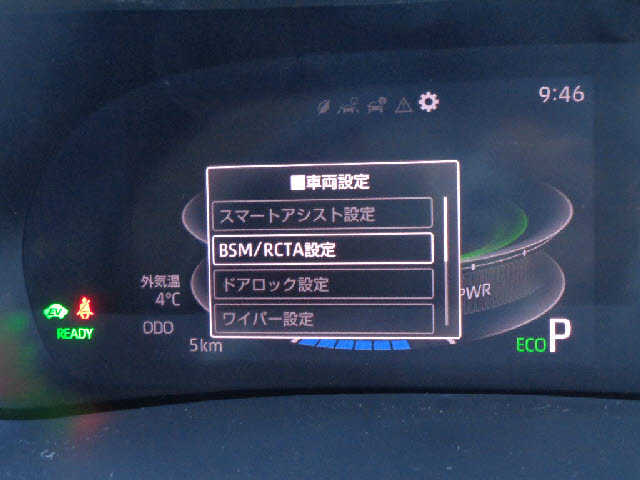 9:46
■車両設定
スマートアシスト設定
BSM/RCTA設定
ドアロック設定
ワイパー設定
外気温
4℃
PWR
EV
READY
ODO
5km
ECO P